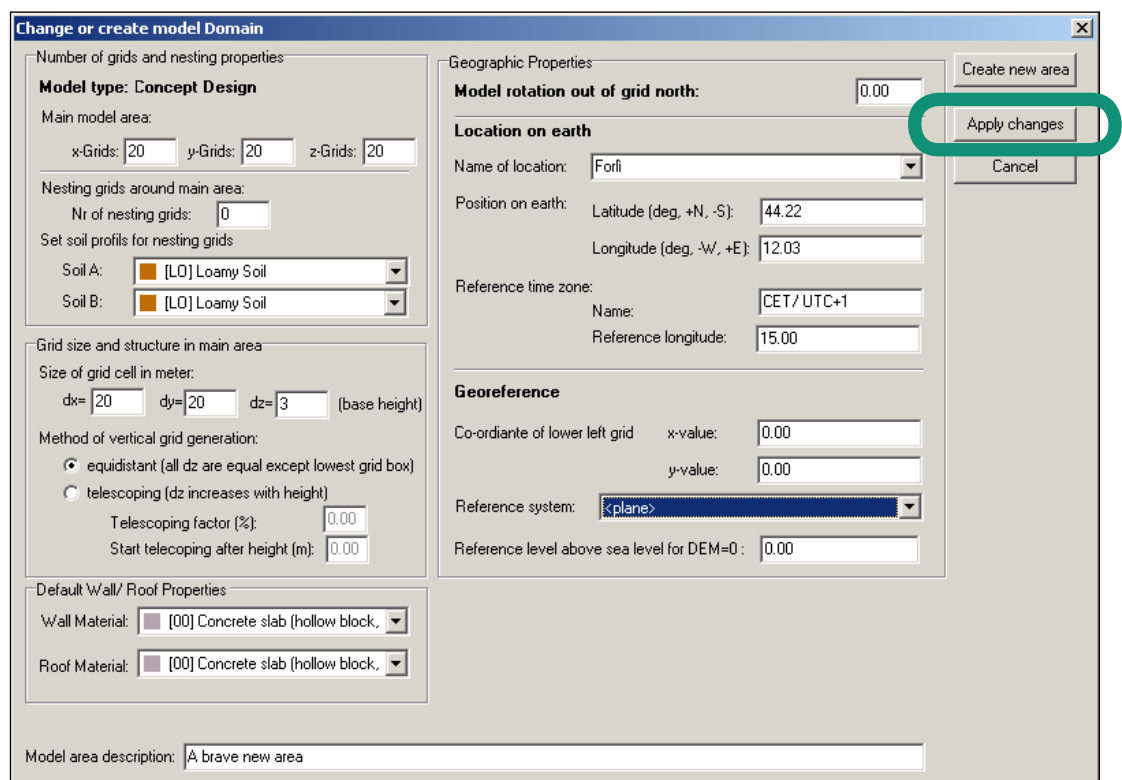 Change or create model Domain
Number of grids and nesting properties
Model type: Concept Design
Main model area:
x-Grids: 20 y-Grids: 20 z-Grids: 20
Nesting grids around main area:
Nr of nesting grids: 0
Set soil profils for nesting grids
Soil A: [LO] Loamy Soil
Soil B: [LO] Loamy Soil
Grid size and structure in main area
Size of grid cell in meter:
dx= 20 dy= 20 dz= 3 (base height)
Method of vertical grid generation:
equidistant (all dz are equal except lowest grid box)
telescoping (dz increases with height)
Telescoping factor (%): 0.00
Start telecoping after height (m): 0.00
Default Wall/ Roof Properties
Wall Material: [00] Concrete slab (hollow block,
Roof Material: [00] Concrete slab (hollow block,
Geographic Properties
Model rotation out of grid north: 0.00
Location on earth
Name of location: Forlì
Position on earth: Latitude (deg, +N, -S): 44.22
Longitude (deg, -W, +E): 12.03
Reference time zone:
Name: CET/ UTC+1
Reference longitude: 15.00
Georeference
Co-ordiante of lower left grid x-value: 0.00
y-value: 0.00
Reference system: <plane>
Reference level above sea level for DEM=0 : 0.00
Create new area
Apply changes
Cancel
Model area description: A brave new area